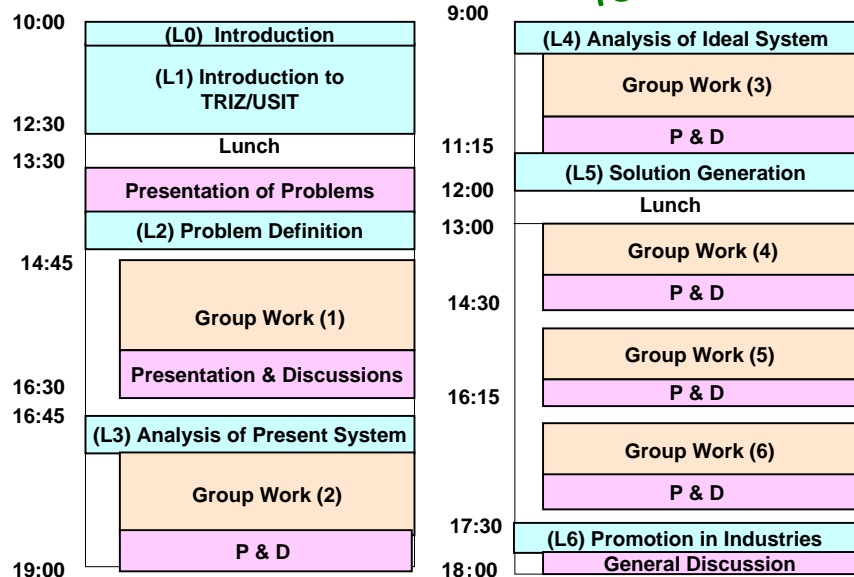 10:00
(L0) Introduction
(L1) Introduction to
TRIZ/USIT
12:30
Lunch
13:30
Presentation of Problems
(L2) Problem Definition
14:45
Group Work (1)
Presentation & Discussions
16:30
16:45
(L3) Analysis of Present System
Group Work (2)
P & D
19:00
9:00
(L4) Analysis of Ideal System
Group Work (3)
P & D
11:15
(L5) Solution Generation
12:00
Lunch
13:00
Group Work (4)
P & D
14:30
Group Work (5)
P & D
16:15
Group Work (6)
P & D
17:30
(L6) Promotion in Industries
General Discussion
18:00